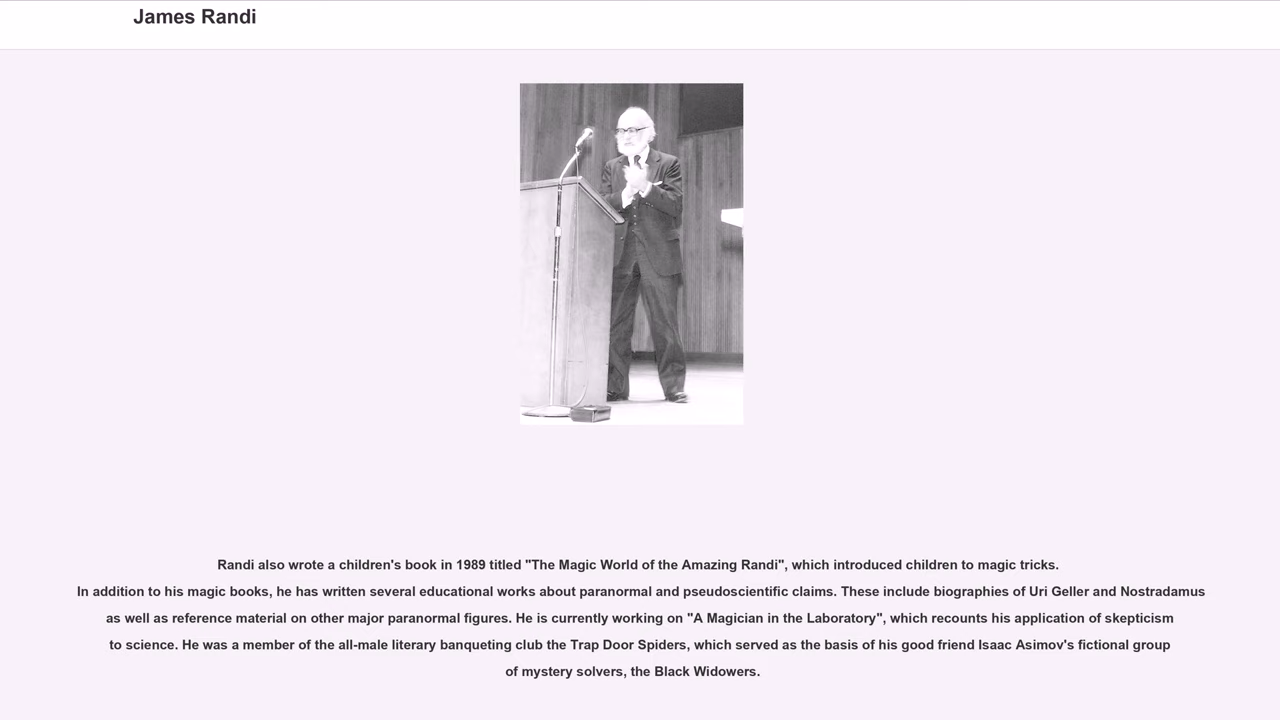 James Randi
Randi also wrote a children's book in 1989 titled "The Magic World of the Amazing Randi", which introduced children to magic tricks.
In addition to his magic books, he has written several educational works about paranormal and pseudoscientific claims. These include biographies of Uri Geller and Nostradamus
as well as reference material on other major paranormal figures. He is currently working on "A Magician in the Laboratory", which recounts his application of skepticism
to science. He was a member of the all-male literary banqueting club the Trap Door Spiders, which served as the basis of his good friend Isaac Asimov's fictional group
of mystery solvers, the Black Widowers.